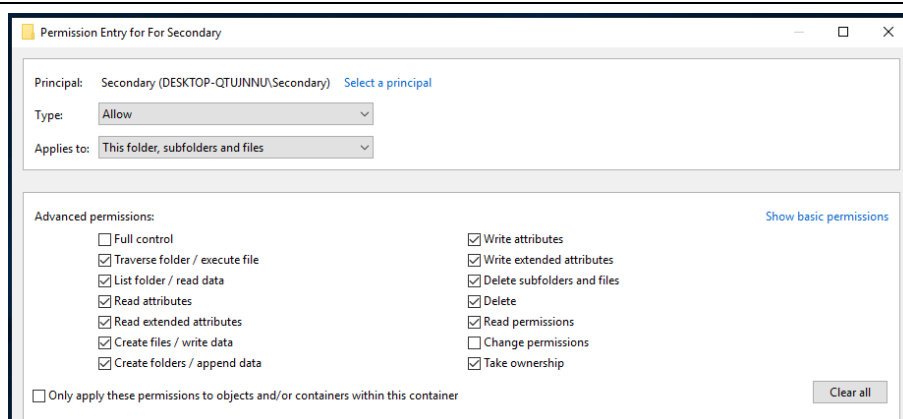 Permission Entry for For Secondary
Principal: Secondary (DESKTOP-QTUJNNU\Secondary) Select a principal
Type: Allow
Applies to: This folder, subfolders and files
Advanced permissions: Show basic permissions
Full control Write attributes
Traverse folder / execute file Write extended attributes
List folder / read data Delete subfolders and files
Read attributes Delete
Read extended attributes Read permissions
Create files / write data Change permissions
Create folders / append data Take ownership
Only apply these permissions to objects and/or containers within this container Clear all